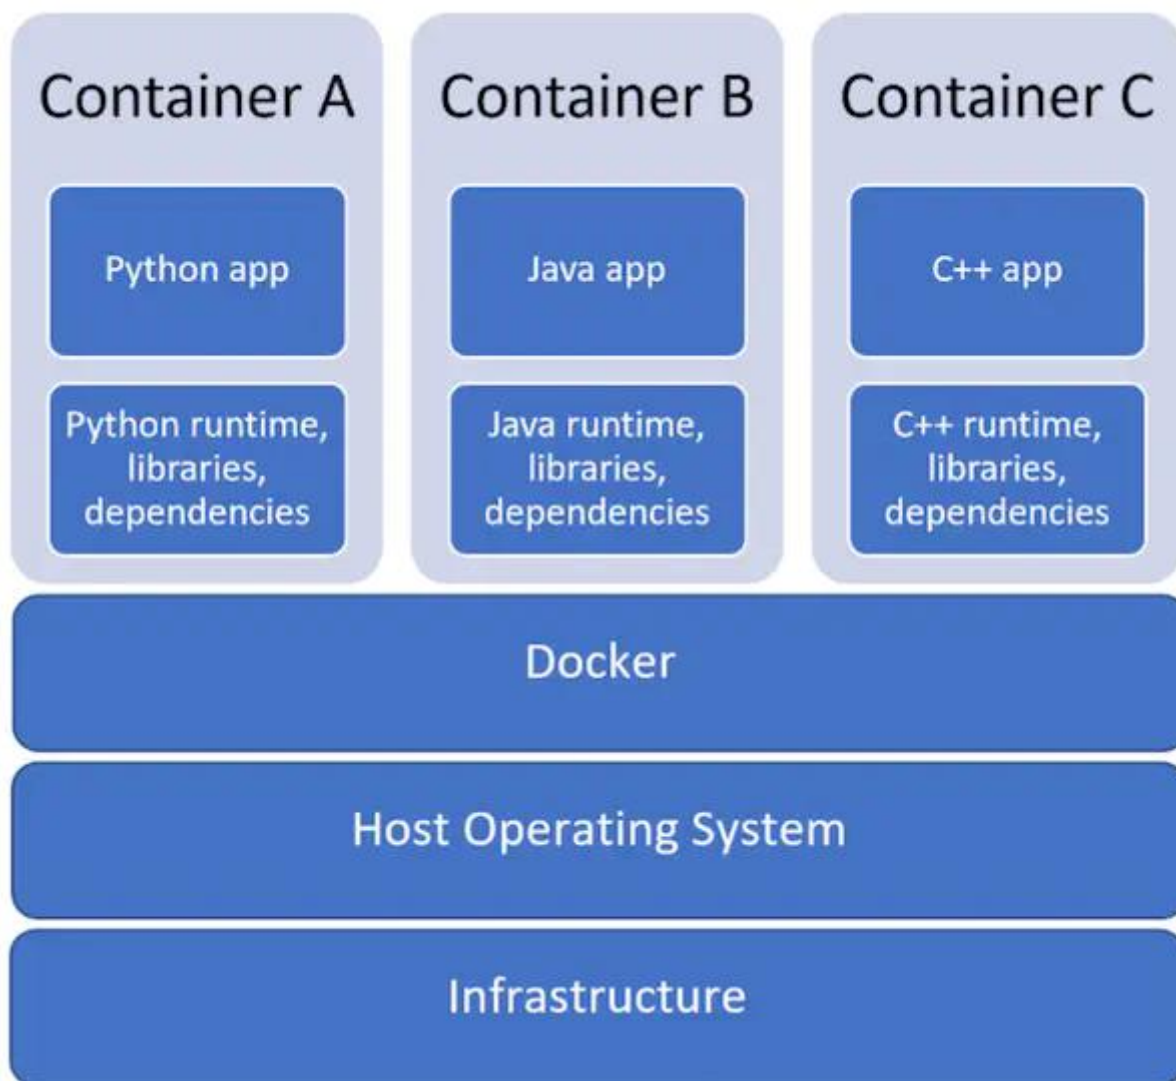 Container A
Container B
Container C
Python app
Java app
C++ app
Python runtime,
libraries,
dependencies
Java runtime,
libraries,
dependencies
C++ runtime,
libraries,
dependencies
Docker
Host Operating System
Infrastructure